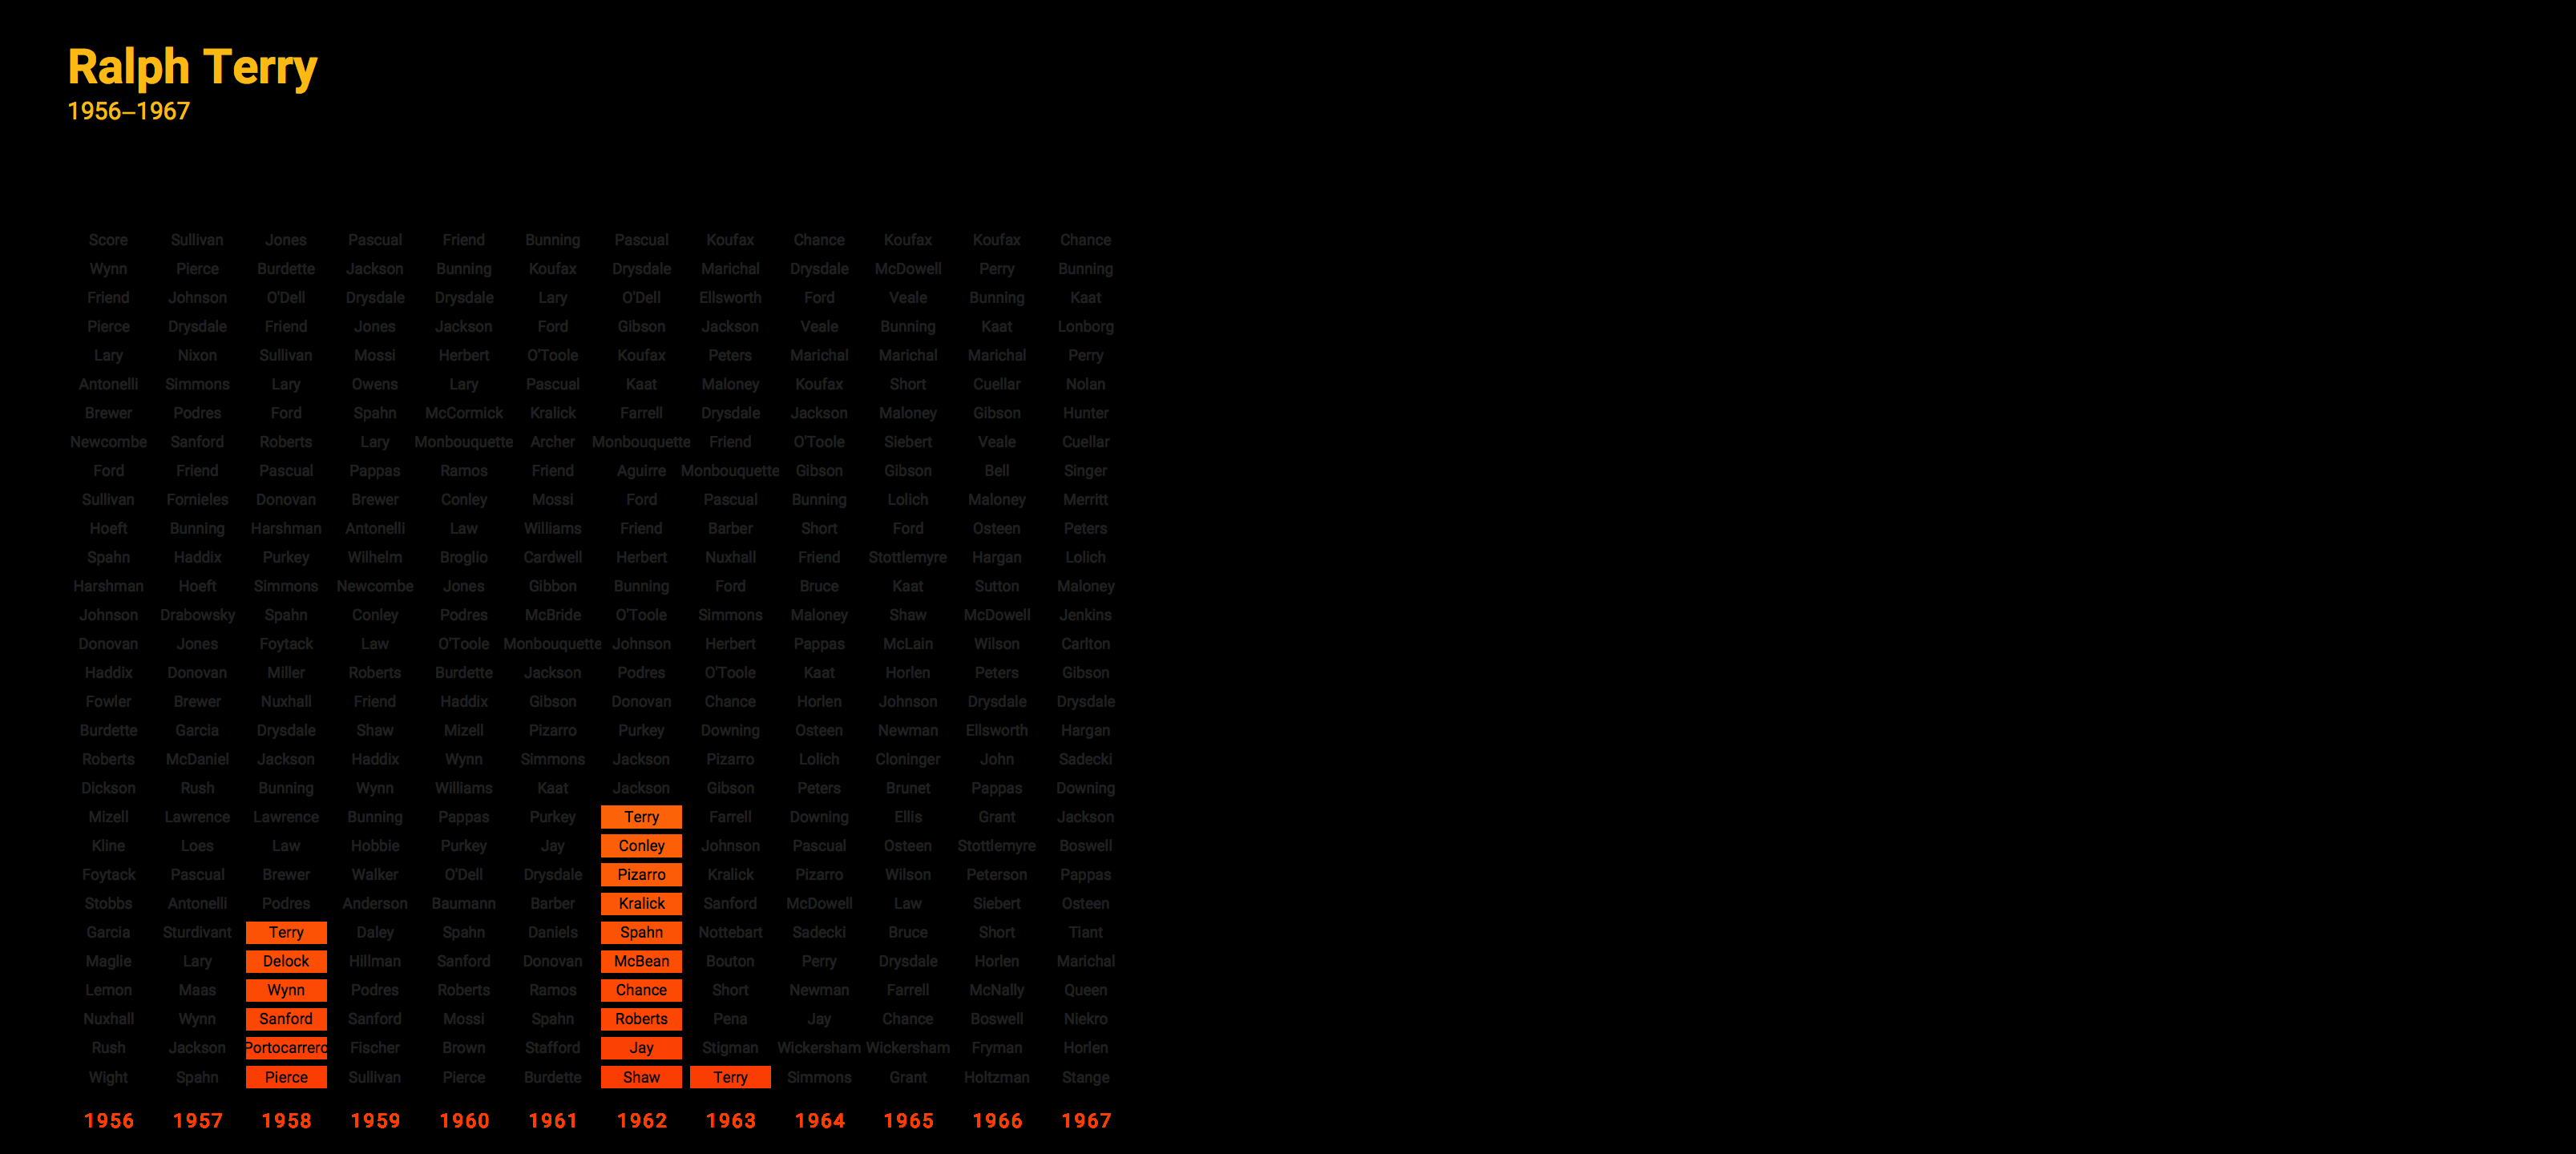 Ralph Terry
1956–1967
Score Sullivan Jones Pascual Friend Bunning Pascual Koufax Chance Koufax Koufax Chance
Wynn Pierce Burdette Jackson Bunning Koufax Drysdale Marichal Drysdale McDowell Perry Bunning
Friend Johnson O'Dell Drysdale Drysdale Lary O'Dell Ellsworth Ford Veale Bunning Kaat
Pierce Drysdale Friend Jones Jackson Ford Gibson Jackson Veale Bunning Kaat Lonborg
Lary Nixon Sullivan Mossi Herbert O'Toole Koufax Peters Marichal Marichal Marichal Perry
Antonelli Simmons Lary Owens Lary Pascual Kaat Maloney Koufax Short Cuellar Nolan
Brewer Podres Ford Spahn McCormick Kralick Farrell Drysdale Jackson Maloney Gibson Hunter
Newcombe Sanford Roberts Lary Monbouquette Archer Monbouquette Friend O'Toole Siebert Veale Cuellar
Ford Friend Pascual Pappas Ramos Friend Aguirre Monbouquette Gibson Gibson Bell Singer
Sullivan Fornieles Donovan Brewer Conley Mossi Ford Pascual Bunning Lolich Maloney Merritt
Hoeft Bunning Harshman Antonelli Law Williams Friend Barber Short Ford Osteen Peters
Spahn Haddix Purkey Wilhelm Broglio Cardwell Herbert Nuxhall Friend Stottlemyre Hargan Lolich
Harshman Hoeft Simmons Newcombe Jones Gibbon Bunning Ford Bruce Kaat Sutton Maloney
Johnson Drabowsky Spahn Conley Podres McBride O'Toole Simmons Maloney Shaw McDowell Jenkins
Donovan Jones Foytack Law O'Toole Monbouquette Johnson Herbert Pappas McLain Wilson Carlton
Haddix Donovan Miller Roberts Burdette Jackson Podres O'Toole Kaat Horlen Peters Gibson
Fowler Brewer Nuxhall Friend Haddix Gibson Donovan Chance Horlen Johnson Drysdale Drysdale
Burdette Garcia Drysdale Shaw Mizell Pizarro Purkey Downing Osteen Newman Ellsworth Hargan
Roberts McDaniel Jackson Haddix Wynn Simmons Jackson Pizarro Lolich Cloninger John Sadecki
Dickson Rush Bunning Wynn Williams Kaat Jackson Gibson Peters Brunet Pappas Downing
Mizell Lawrence Lawrence Bunning Pappas Purkey Terry Farrell Downing Ellis Grant Jackson
Kline Loes Law Hobbie Purkey Jay Conley Johnson Pascual Osteen Stottlemyre Boswell
Foytack Pascual Brewer Walker O'Dell Drysdale Pizarro Kralick Pizarro Wilson Peterson Pappas
Stobbs Antonelli Podres Anderson Baumann Barber Kralick Sanford McDowell Law Siebert Osteen
Garcia Sturdivant Terry Daley Spahn Daniels Spahn Nottebart Sadecki Bruce Short Tiant
Maglie Lary Delock Hillman Sanford Donovan McBean Bouton Perry Drysdale Horlen Marichal
Lemon Maas Wynn Podres Roberts Ramos Chance Short Newman Farrell McNally Queen
Nuxhall Wynn Sanford Sanford Mossi Spahn Roberts Pena Jay Chance Boswell Niekro
Rush Jackson Portocarrero Fischer Brown Stafford Jay Stigman Wickersham Wickersham Fryman Horlen
Wight Spahn Pierce Sullivan Pierce Burdette Shaw Terry Simmons Grant Holtzman Stange
1956 1957 1958 1959 1960 1961 1962 1963 1964 1965 1966 1967